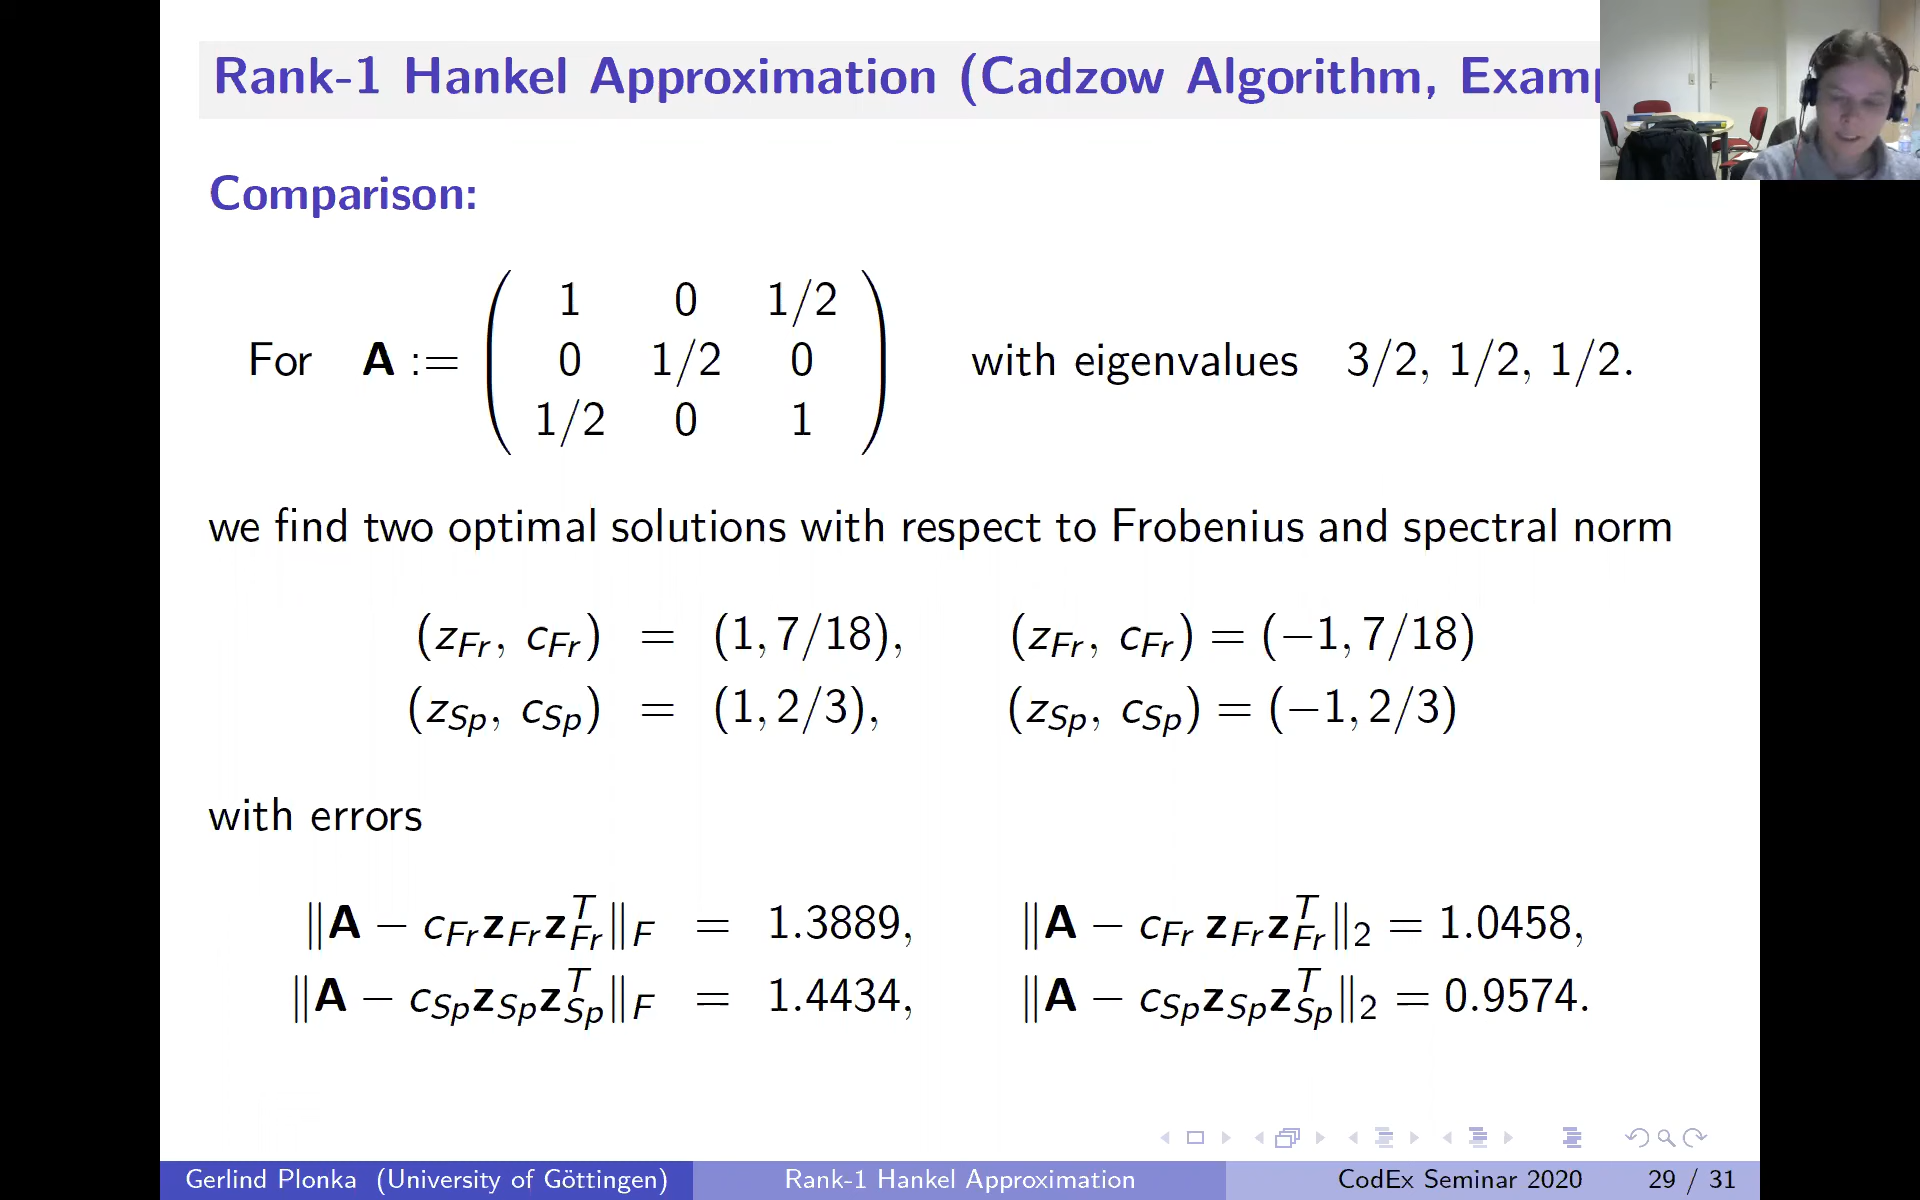 Rank-1 Hankel Approximation (Cadzow Algorithm, Exam
Comparison:
For A := ( 1 0 1/2
0 1/2 0
1/2 0 1 ) with eigenvalues 3/2, 1/2, 1/2.
we find two optimal solutions with respect to Frobenius and spectral norm
(z_Fr, c_Fr) = (1, 7/18), (z_Fr, c_Fr) = (−1, 7/18)
(z_Sp, c_Sp) = (1, 2/3), (z_Sp, c_Sp) = (−1, 2/3)
with errors
‖A − c_Fr z_Fr z_Fr^T‖_F = 1.3889, ‖A − c_Fr z_Fr z_Fr^T‖_2 = 1.0458,
‖A − c_Sp z_Sp z_Sp^T‖_F = 1.4434, ‖A − c_Sp z_Sp z_Sp^T‖_2 = 0.9574.
Gerlind Plonka (University of Göttingen) Rank-1 Hankel Approximation CodEx Seminar 2020 29 / 31